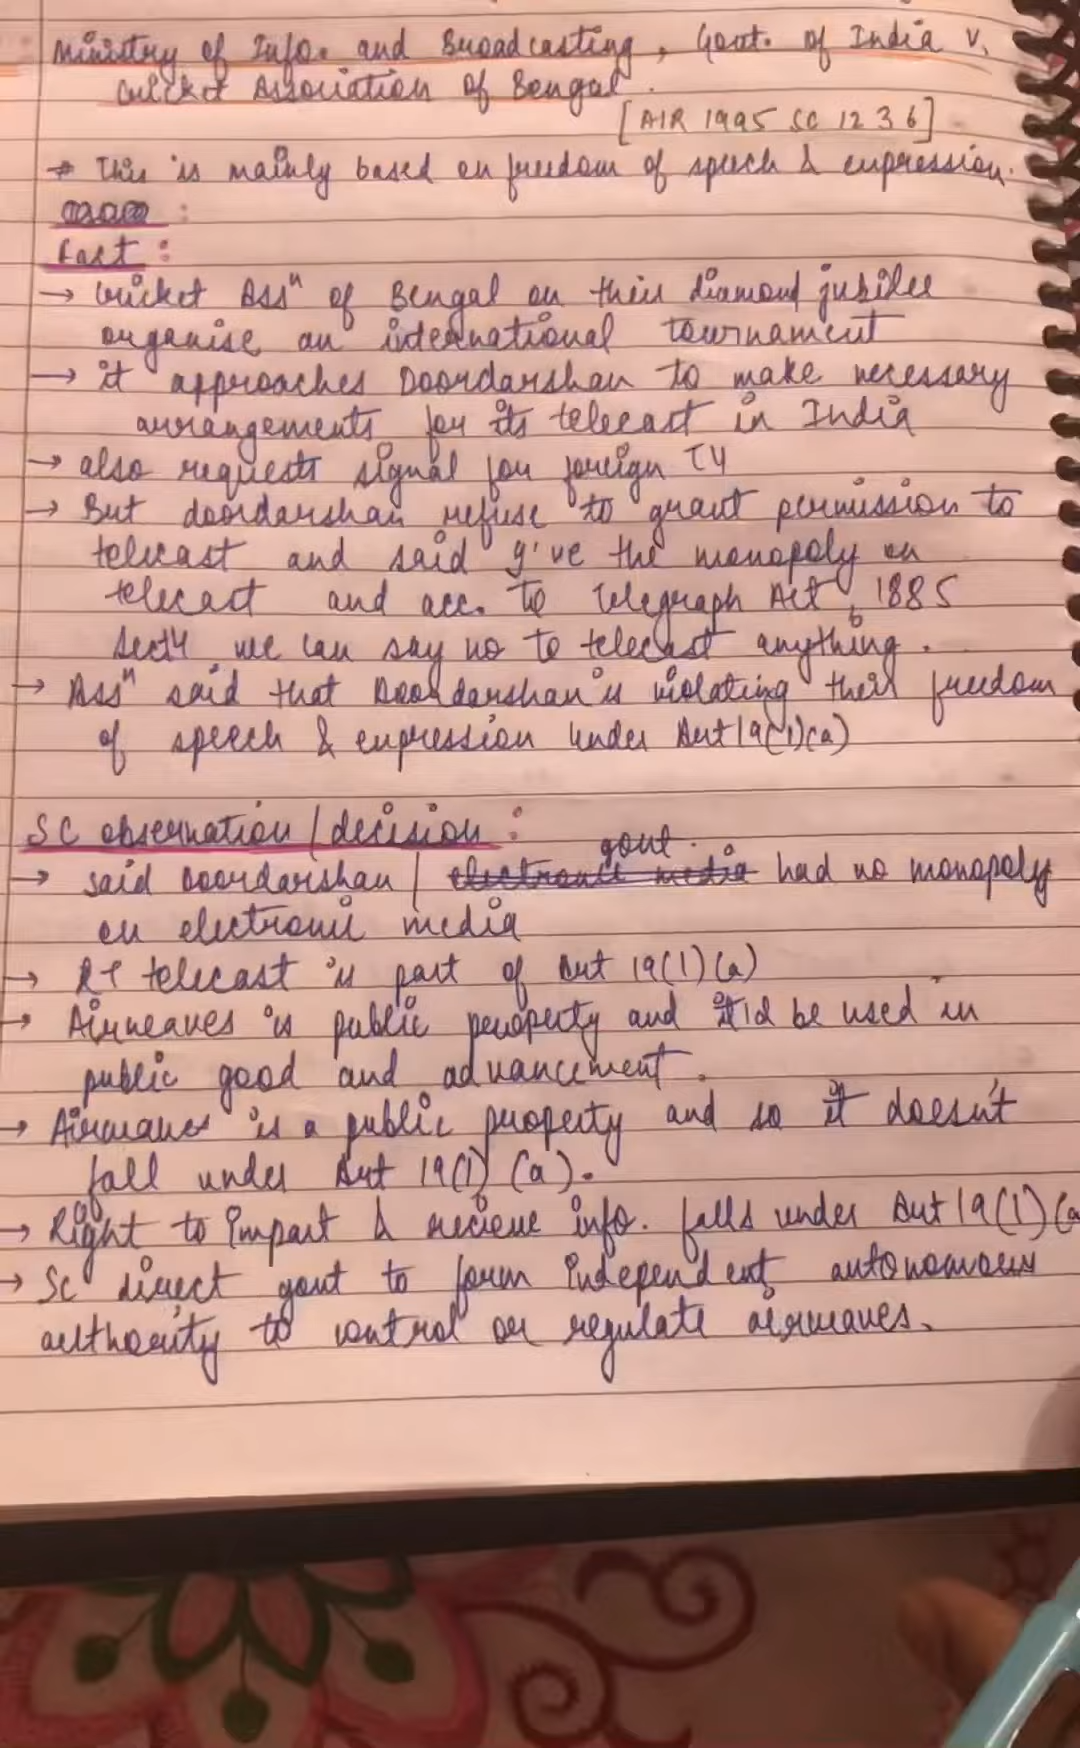 Ministry of Info. and Broadcasting, Govt. of India v.
Cricket Association of Bengal.
[AIR 1995 SC 1236]
* This is mainly based on freedom of speech & expression.
Fact :
→ Cricket Assⁿ of Bengal on their diamond jubilee
organise an international tournament
→ it approaches Doordarshan to make necessary
arrangements for its telecast in India
→ also requests signal for foreign TV
→ But doordarshan refuse to grant permission to
telecast and said g've the monopoly on
telecast and acc. to Telegraph Act, 1885
Sect4 we can say no to telecast anything.
→ Assⁿ said that Doordarshan is violating their freedom
of speech & expression under Art 19(1)(a)
SC observation / decision :
→ said Doordarshan / electronic media govt. had no monopoly
on electronic media
→ Rt telecast is part of Art 19(1)(a)
→ Airweaves is public peroperty and be used in
public good and advancement.
→ Airwaves is a public property and so it doesn't
fall under Art 19(1)(a).
→ Right to impart & recieve info. falls under Art 19(1)(a
→ SC direct govt to form independent autonomous
authority to control or regulate airwaves.